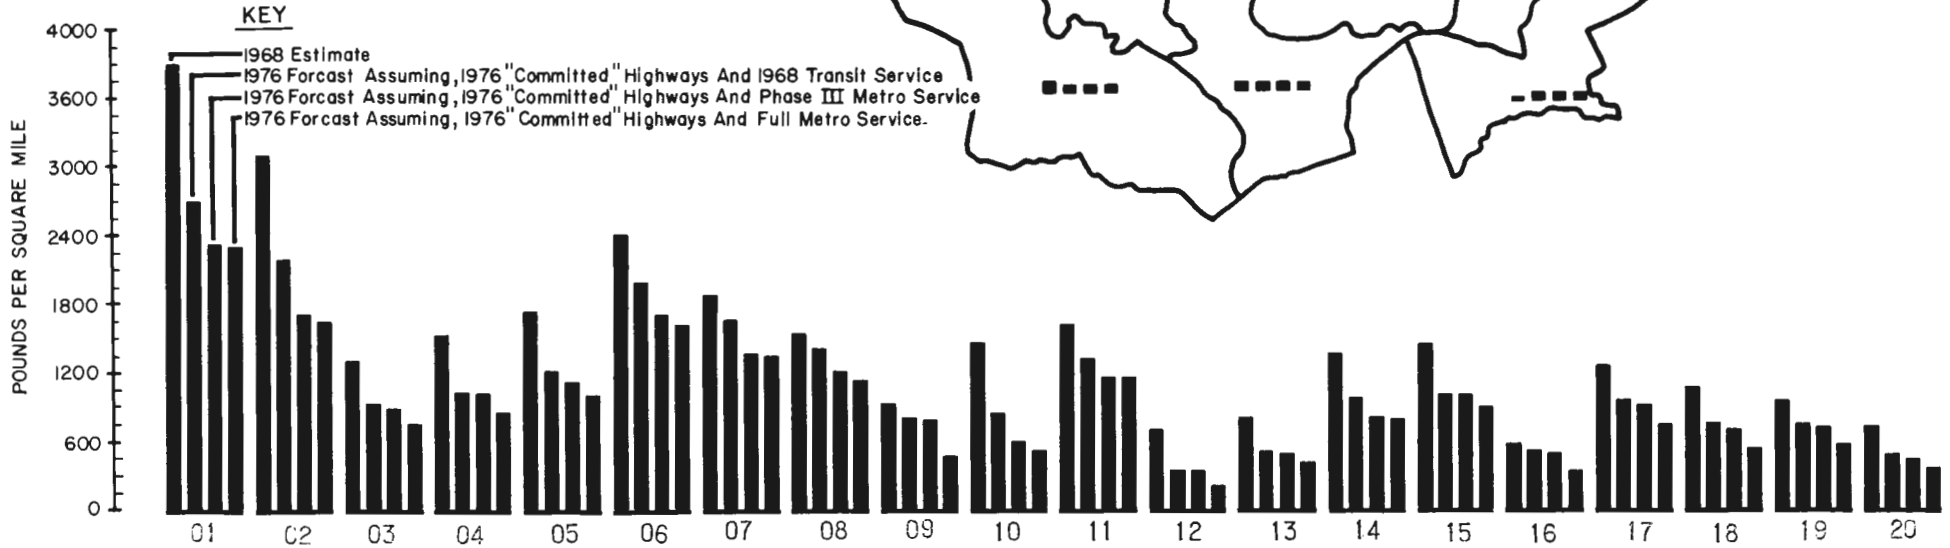 KEY
1968 Estimate
1976 Forcast Assuming, 1976 "Committed" Highways And 1968 Transit Service
1976 Forcast Assuming, 1976 "Committed" Highways And Phase III Metro Service
1976 Forcast Assuming, 1976 "Committed" Highways And Full Metro Service.
POUNDS PER SQUARE MILE
4000
3600
3000
2400
1800
1200
600
0
01 02 03 04 05 06 07 08 09 10 11 12 13 14 15 16 17 18 19 20